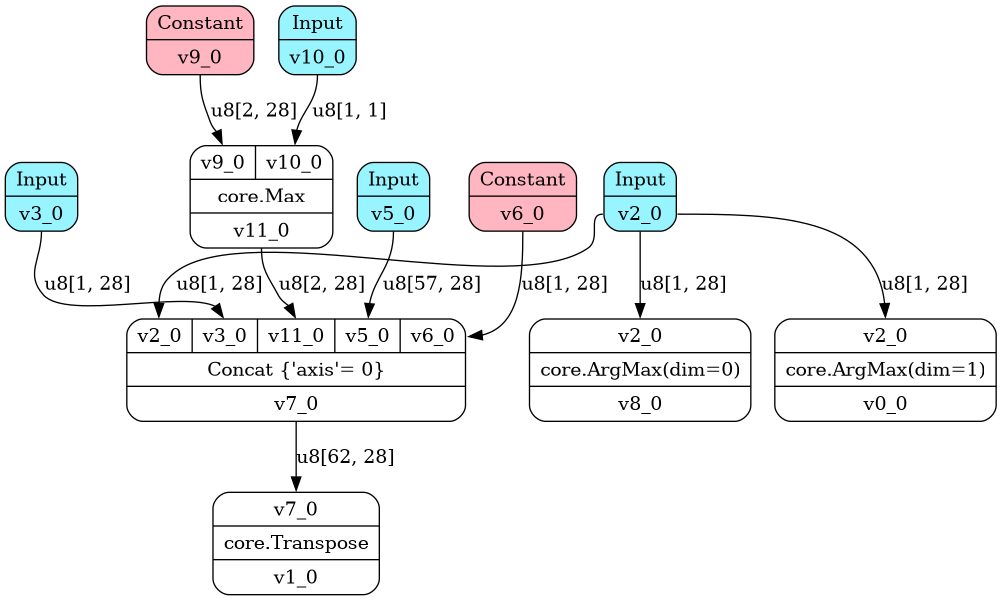 Constant
v9_0
Input
v10_0
u8[2, 28]
u8[1, 1]
Input
v3_0
v9_0 v10_0
core.Max
v11_0
Input
v5_0
Constant
v6_0
Input
v2_0
u8[1, 28]
u8[1, 28]
u8[2, 28]
u8[57, 28]
u8[1, 28]
u8[1, 28]
u8[1, 28]
v2_0 v3_0 v11_0 v5_0 v6_0
Concat {'axis'= 0}
v7_0
v2_0
core.ArgMax(dim=0)
v8_0
v2_0
core.ArgMax(dim=1)
v0_0
u8[62, 28]
v7_0
core.Transpose
v1_0